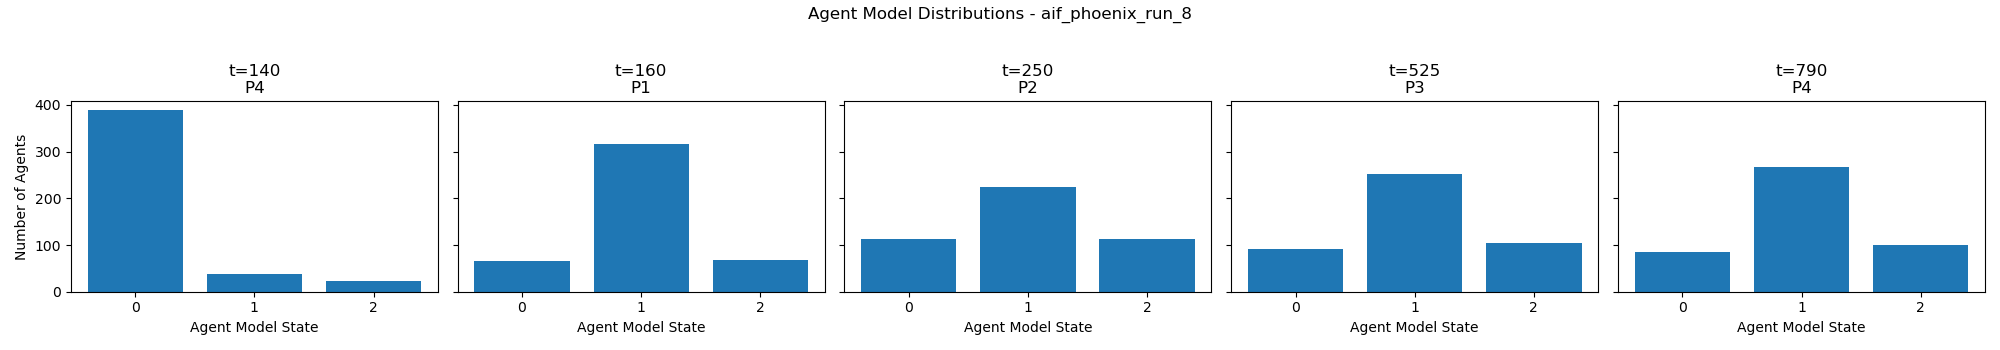 Agent Model Distributions - aif_phoenix_run_8
t=140
P4
t=160
P1
t=250
P2
t=525
P3
t=790
P4
Number of Agents
400
300
200
100
0
0 1 2
Agent Model State
0 1 2
Agent Model State
0 1 2
Agent Model State
0 1 2
Agent Model State
0 1 2
Agent Model State